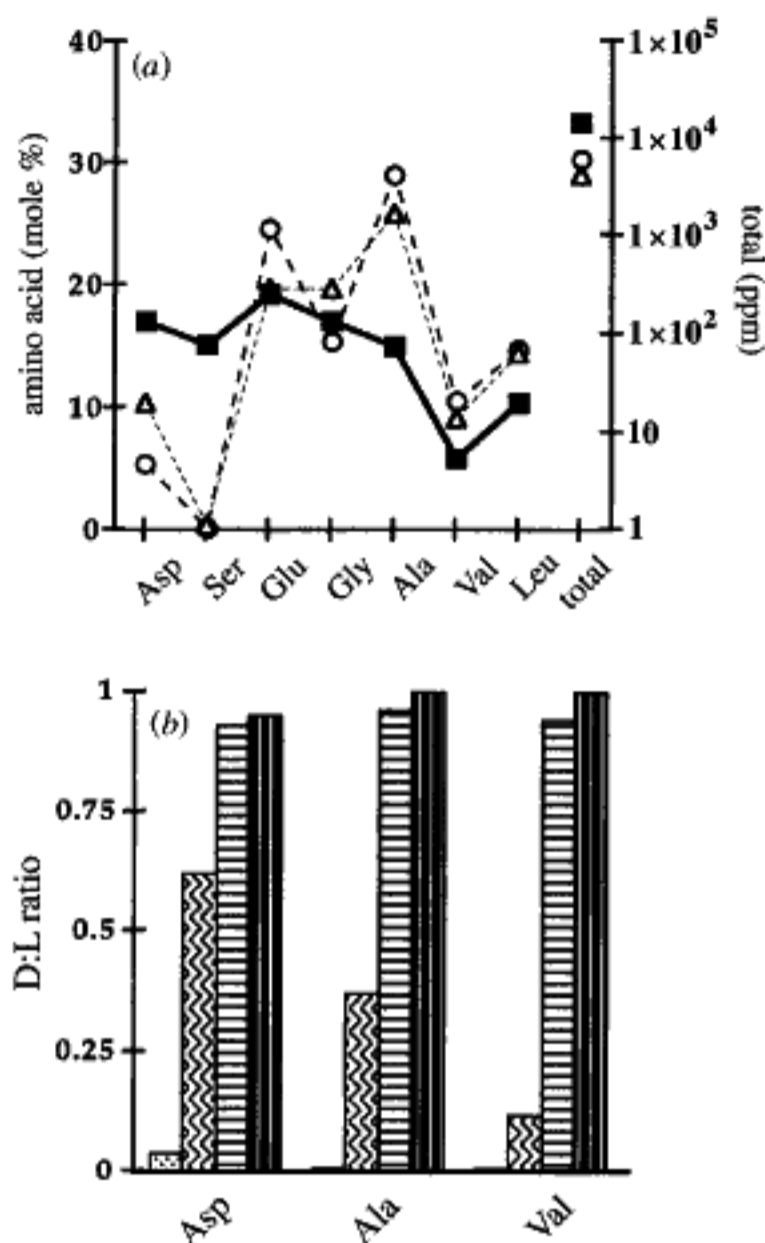 (a)
amino acid (mole %)
40
30
20
10
0
1×10⁵
1×10⁴
1×10³
1×10²
10
1
total (ppm)
Asp Ser Glu Gly Ala Val Leu total
(b)
D:L ratio
1
0.75
0.5
0.25
0
Asp Ala Val